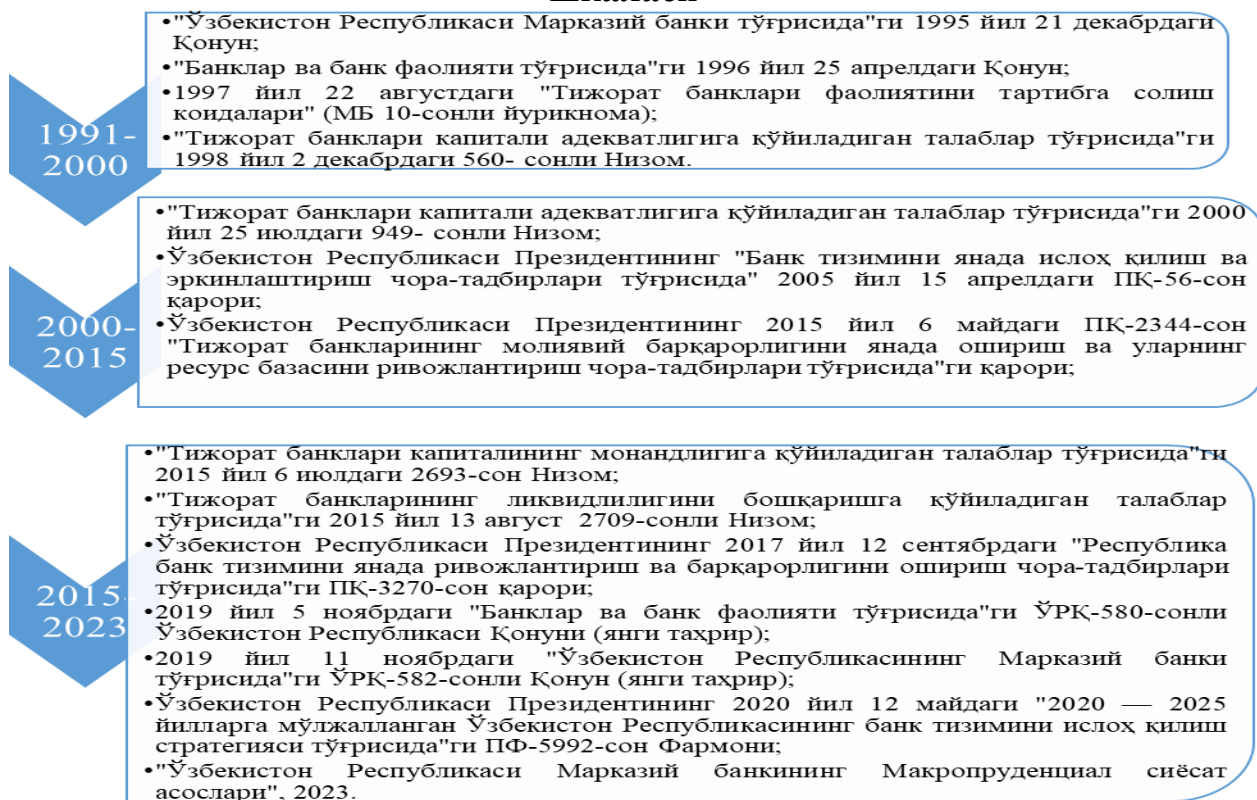 •"Ўзбекистон Республикаси Марказий банки тўғрисида"ги 1995 йил 21 декабрдаги
Қонун;
•"Банклар ва банк фаолияти тўғрисида"ги 1996 йил 25 апрелдаги Қонун;
•1997 йил 22 августдаги "Тижорат банклари фаолиятини тартибга солиш
коидалари" (МБ 10-сонли йурикнома);
•"Тижорат банклари капитали адекватлигига қўйиладиган талаблар тўғрисида"ги
1998 йил 2 декабрдаги 560- сонли Низом.
1991-
2000
•"Тижорат банклари капитали адекватлигига қўйиладиган талаблар тўғрисида"ги 2000
йил 25 июлдаги 949- сонли Низом;
•Ўзбекистон Республикаси Президентининг "Банк тизимини янада ислоҳ қилиш ва
эркинлаштириш чора-тадбирлари тўғрисида" 2005 йил 15 апрелдаги ПҚ-56-сон
қарори;
•Ўзбекистон Республикаси Президентининг 2015 йил 6 майдаги ПҚ-2344-сон
"Тижорат банкларининг молиявий барқарорлигини янада ошириш ва уларнинг
ресурс базасини ривожлантириш чора-тадбирлари тўғрисида"ги қарори;
2000-
2015
•"Тижорат банклари капиталининг монандлигига қўйиладиган талаблар тўғрисида"ги
2015 йил 6 июлдаги 2693-сон Низом;
•"Тижорат банкларининг ликвидлилигини бошқаришга қўйиладиган талаблар
тўғрисида"ги 2015 йил 13 август 2709-сонли Низом;
•Ўзбекистон Республикаси Президентининг 2017 йил 12 сентябрдаги "Республика
банк тизимини янада ривожлантириш ва барқарорлигини ошириш чора-тадбирлари
тўғрисида"ги ПҚ-3270-сон қарори;
•2019 йил 5 ноябрдаги "Банклар ва банк фаолияти тўғрисида"ги ЎРҚ-580-сонли
Ўзбекистон Республикаси Қонуни (янги таҳрир);
•2019 йил 11 ноябрдаги "Ўзбекистон Республикасининг Марказий банки
тўғрисида"ги ЎРҚ-582-сонли Қонун (янги таҳрир);
•Ўзбекистон Республикаси Президентининг 2020 йил 12 майдаги "2020 — 2025
йилларга мўлжалланган Ўзбекистон Республикасининг банк тизимини ислоҳ қилиш
стратегияси тўғрисида"ги ПФ-5992-сон Фармони;
•"Ўзбекистон Республикаси Марказий банкининг Макропруденциал сиёсат
асослари", 2023.
2015-
2023